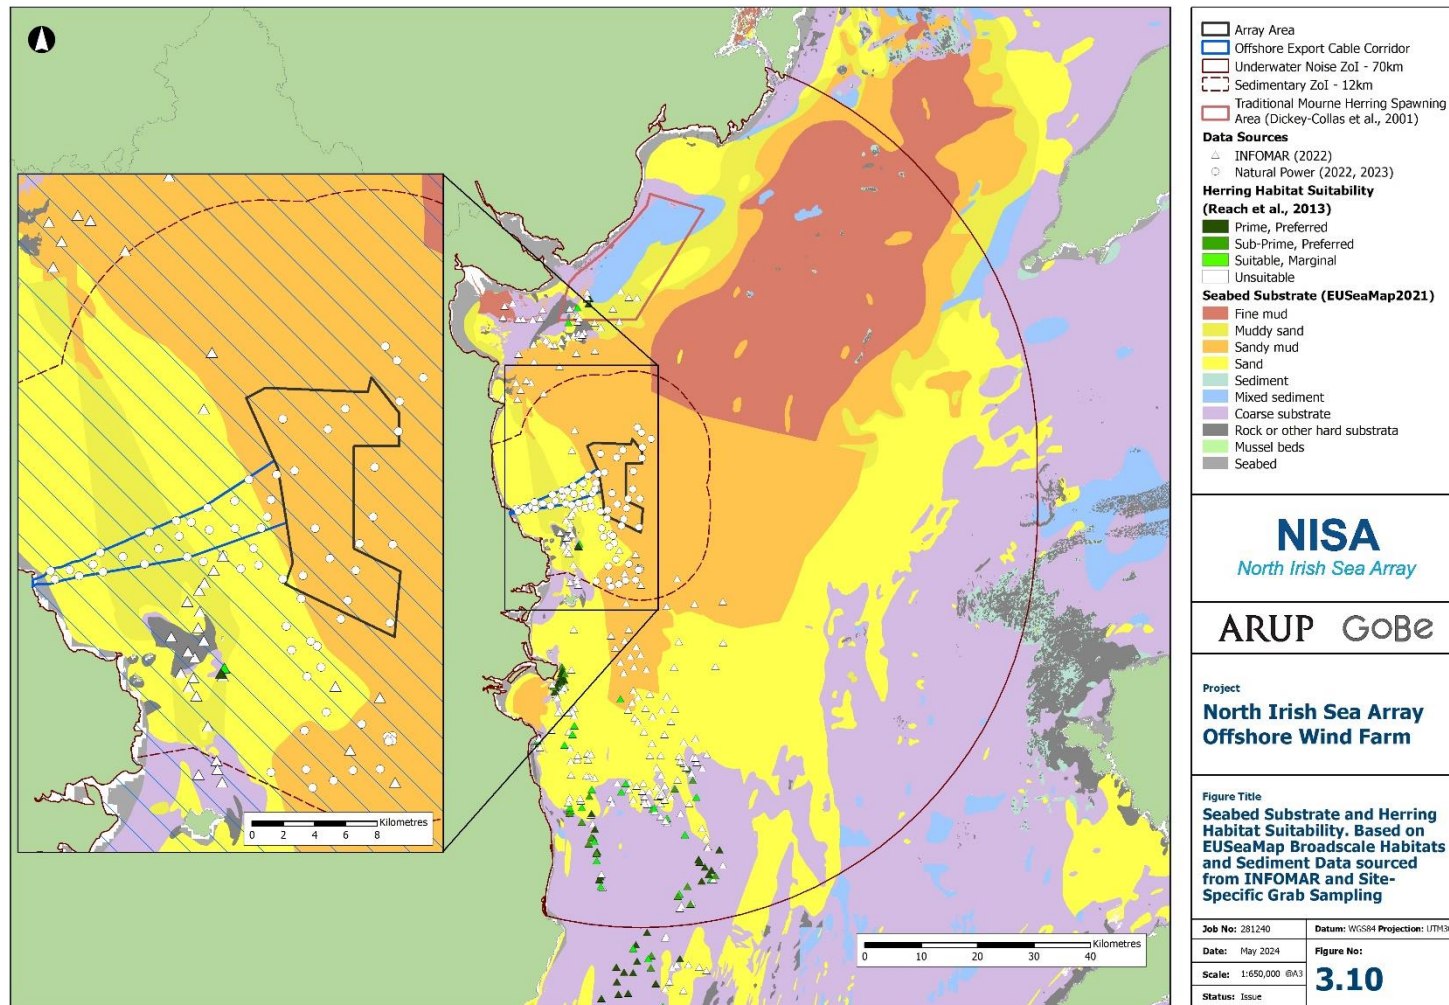 Array Area
Offshore Export Cable Corridor
Underwater Noise ZoI - 70km
Sedimentary ZoI - 12km
Traditional Mourne Herring Spawning
Area (Dickey-Collas et al., 2001)
Data Sources
INFOMAR (2022)
Natural Power (2022, 2023)
Herring Habitat Suitability
(Reach et al., 2013)
Prime, Preferred
Sub-Prime, Preferred
Suitable, Marginal
Unsuitable
Seabed Substrate (EUSeaMap2021)
Fine mud
Muddy sand
Sandy mud
Sand
Sediment
Mixed sediment
Coarse substrate
Rock or other hard substrata
Mussel beds
Seabed
Kilometres
0 2 4 6 8
Kilometres
0 10 20 30 40
NISA
North Irish Sea Array
ARUP GoBe
Project
North Irish Sea Array
Offshore Wind Farm
Figure Title
Seabed Substrate and Herring
Habitat Suitability. Based on
EUSeaMap Broadscale Habitats
and Sediment Data sourced
from INFOMAR and Site-
Specific Grab Sampling
Job No: 281240 Datum: WGS84 Projection:
Date: May 2024 Figure No:
Scale: 1:650,000 @A3 3.10
Status: Issue